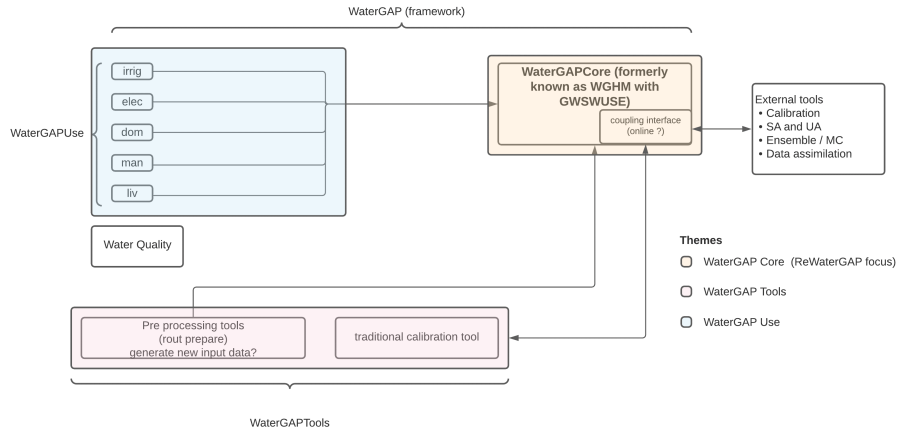 WaterGAP (framework)
WaterGAPUse
irrig
elec
dom
man
liv
WaterGAPCore (formerly
known as WGHM with
GWSWUSE)
coupling interface
(online ?)
External tools
• Calibration
• SA and UA
• Ensemble / MC
• Data assimilation
Water Quality
Themes
WaterGAP Core (ReWaterGAP focus)
WaterGAP Tools
WaterGAP Use
Pre processing tools
(rout prepare)
generate new input data?
traditional calibration tool
WaterGAPTools